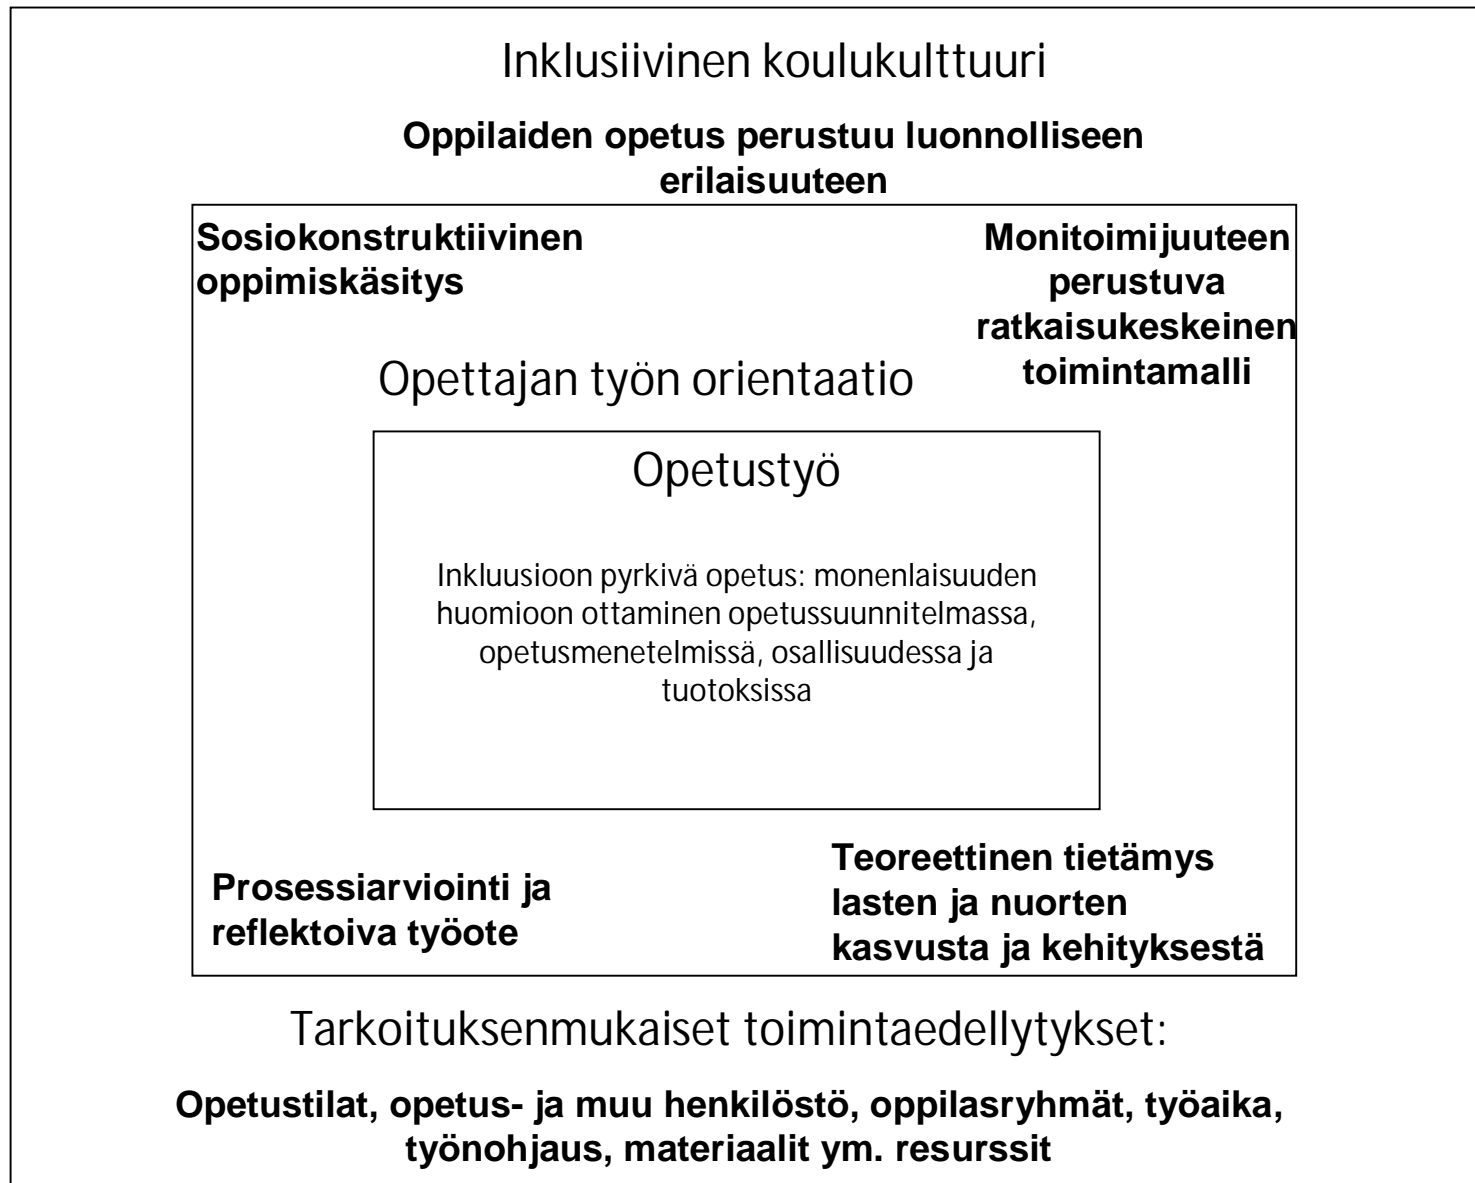 Inklusiivinen koulukulttuuri
Oppilaiden opetus perustuu luonnolliseen
erilaisuuteen
Sosiokonstruktiivinen
oppimiskäsitys
Monitoimijuuteen
perustuva
ratkaisukeskeinen
toimintamalli
Opettajan työn orientaatio
Opetustyö
Inkluusioon pyrkivä opetus: monenlaisuuden
huomioon ottaminen opetussuunnitelmassa,
opetusmenetelmissä, osallisuudessa ja
tuotoksissa
Prosessiarviointi ja
reflektoiva työote
Teoreettinen tietämys
lasten ja nuorten
kasvusta ja kehityksestä
Tarkoituksenmukaiset toimintaedellytykset:
Opetustilat, opetus- ja muu henkilöstö, oppilasryhmät, työaika,
työnohjaus, materiaalit ym. resurssit